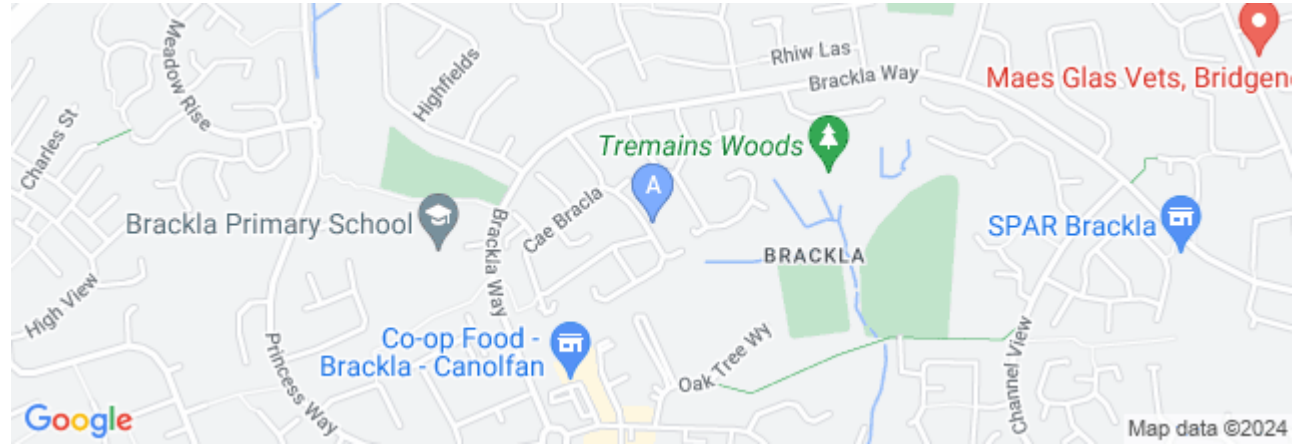 Meadow Rise
Highfields
Rhiw Las
Brackla Way
Maes Glas Vets, Bridgen
Charles St
Tremains Woods
A
Brackla Primary School
Cae Bracla
SPAR Brackla
BRACKLA
Brackla Way
High View
Co-op Food -
Brackla - Canolfan
Princess Way
Oak Tree Wy
Channel View
Google
Map data ©2024